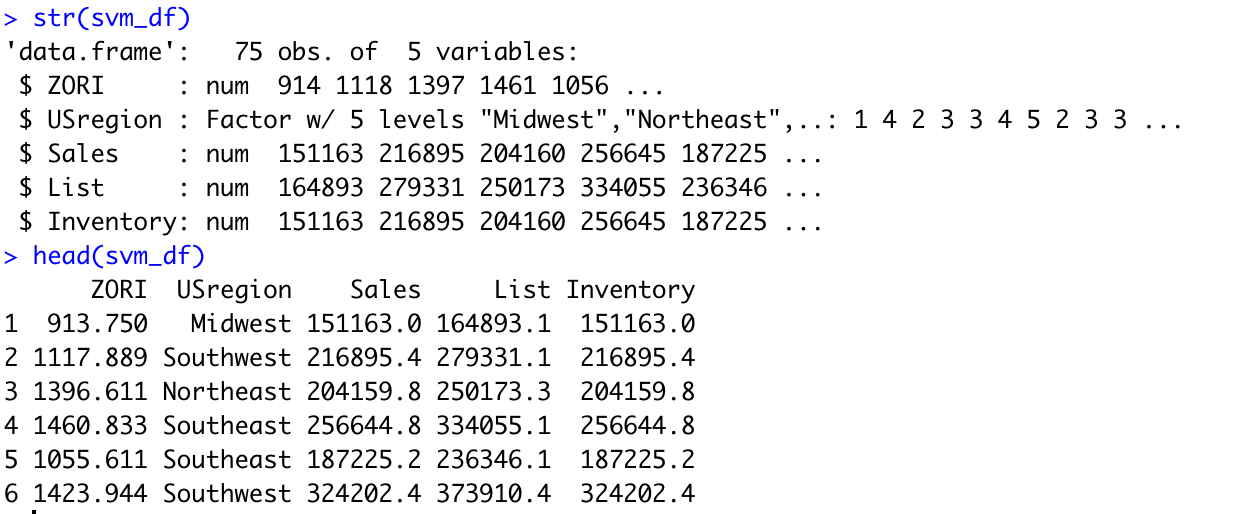 > str(svm_df)
'data.frame':   75 obs. of  5 variables:
 $ ZORI     : num  914 1118 1397 1461 1056 ...
 $ USregion : Factor w/ 5 levels "Midwest","Northeast",..: 1 4 2 3 3 4 5 2 3 3 ...
 $ Sales    : num  151163 216895 204160 256645 187225 ...
 $ List     : num  164893 279331 250173 334055 236346 ...
 $ Inventory: num  151163 216895 204160 256645 187225 ...
> head(svm_df)
      ZORI  USregion    Sales     List Inventory
1  913.750   Midwest 151163.0 164893.1  151163.0
2 1117.889 Southwest 216895.4 279331.1  216895.4
3 1396.611 Northeast 204159.8 250173.3  204159.8
4 1460.833 Southeast 256644.8 334055.1  256644.8
5 1055.611 Southeast 187225.2 236346.1  187225.2
6 1423.944 Southwest 324202.4 373910.4  324202.4